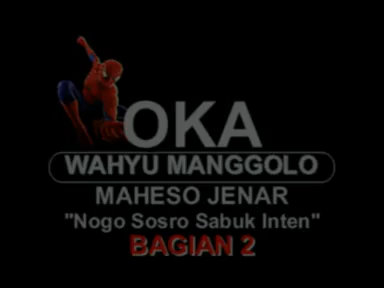 OKA
WAHYU MANGGOLO
MAHESO JENAR
"Nogo Sosro Sabuk Inten"
BAGIAN 2